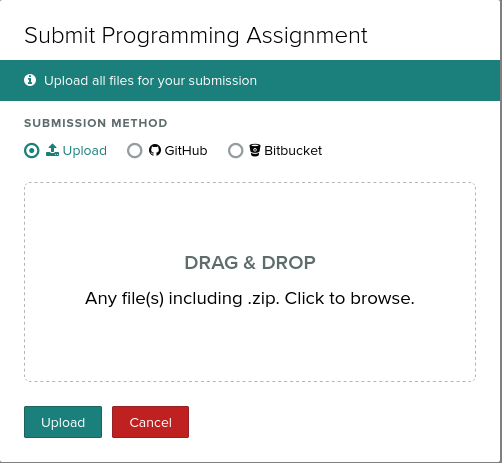 Submit Programming Assignment
Upload all files for your submission
SUBMISSION METHOD
Upload GitHub Bitbucket
DRAG & DROP
Any file(s) including .zip. Click to browse.
Upload Cancel